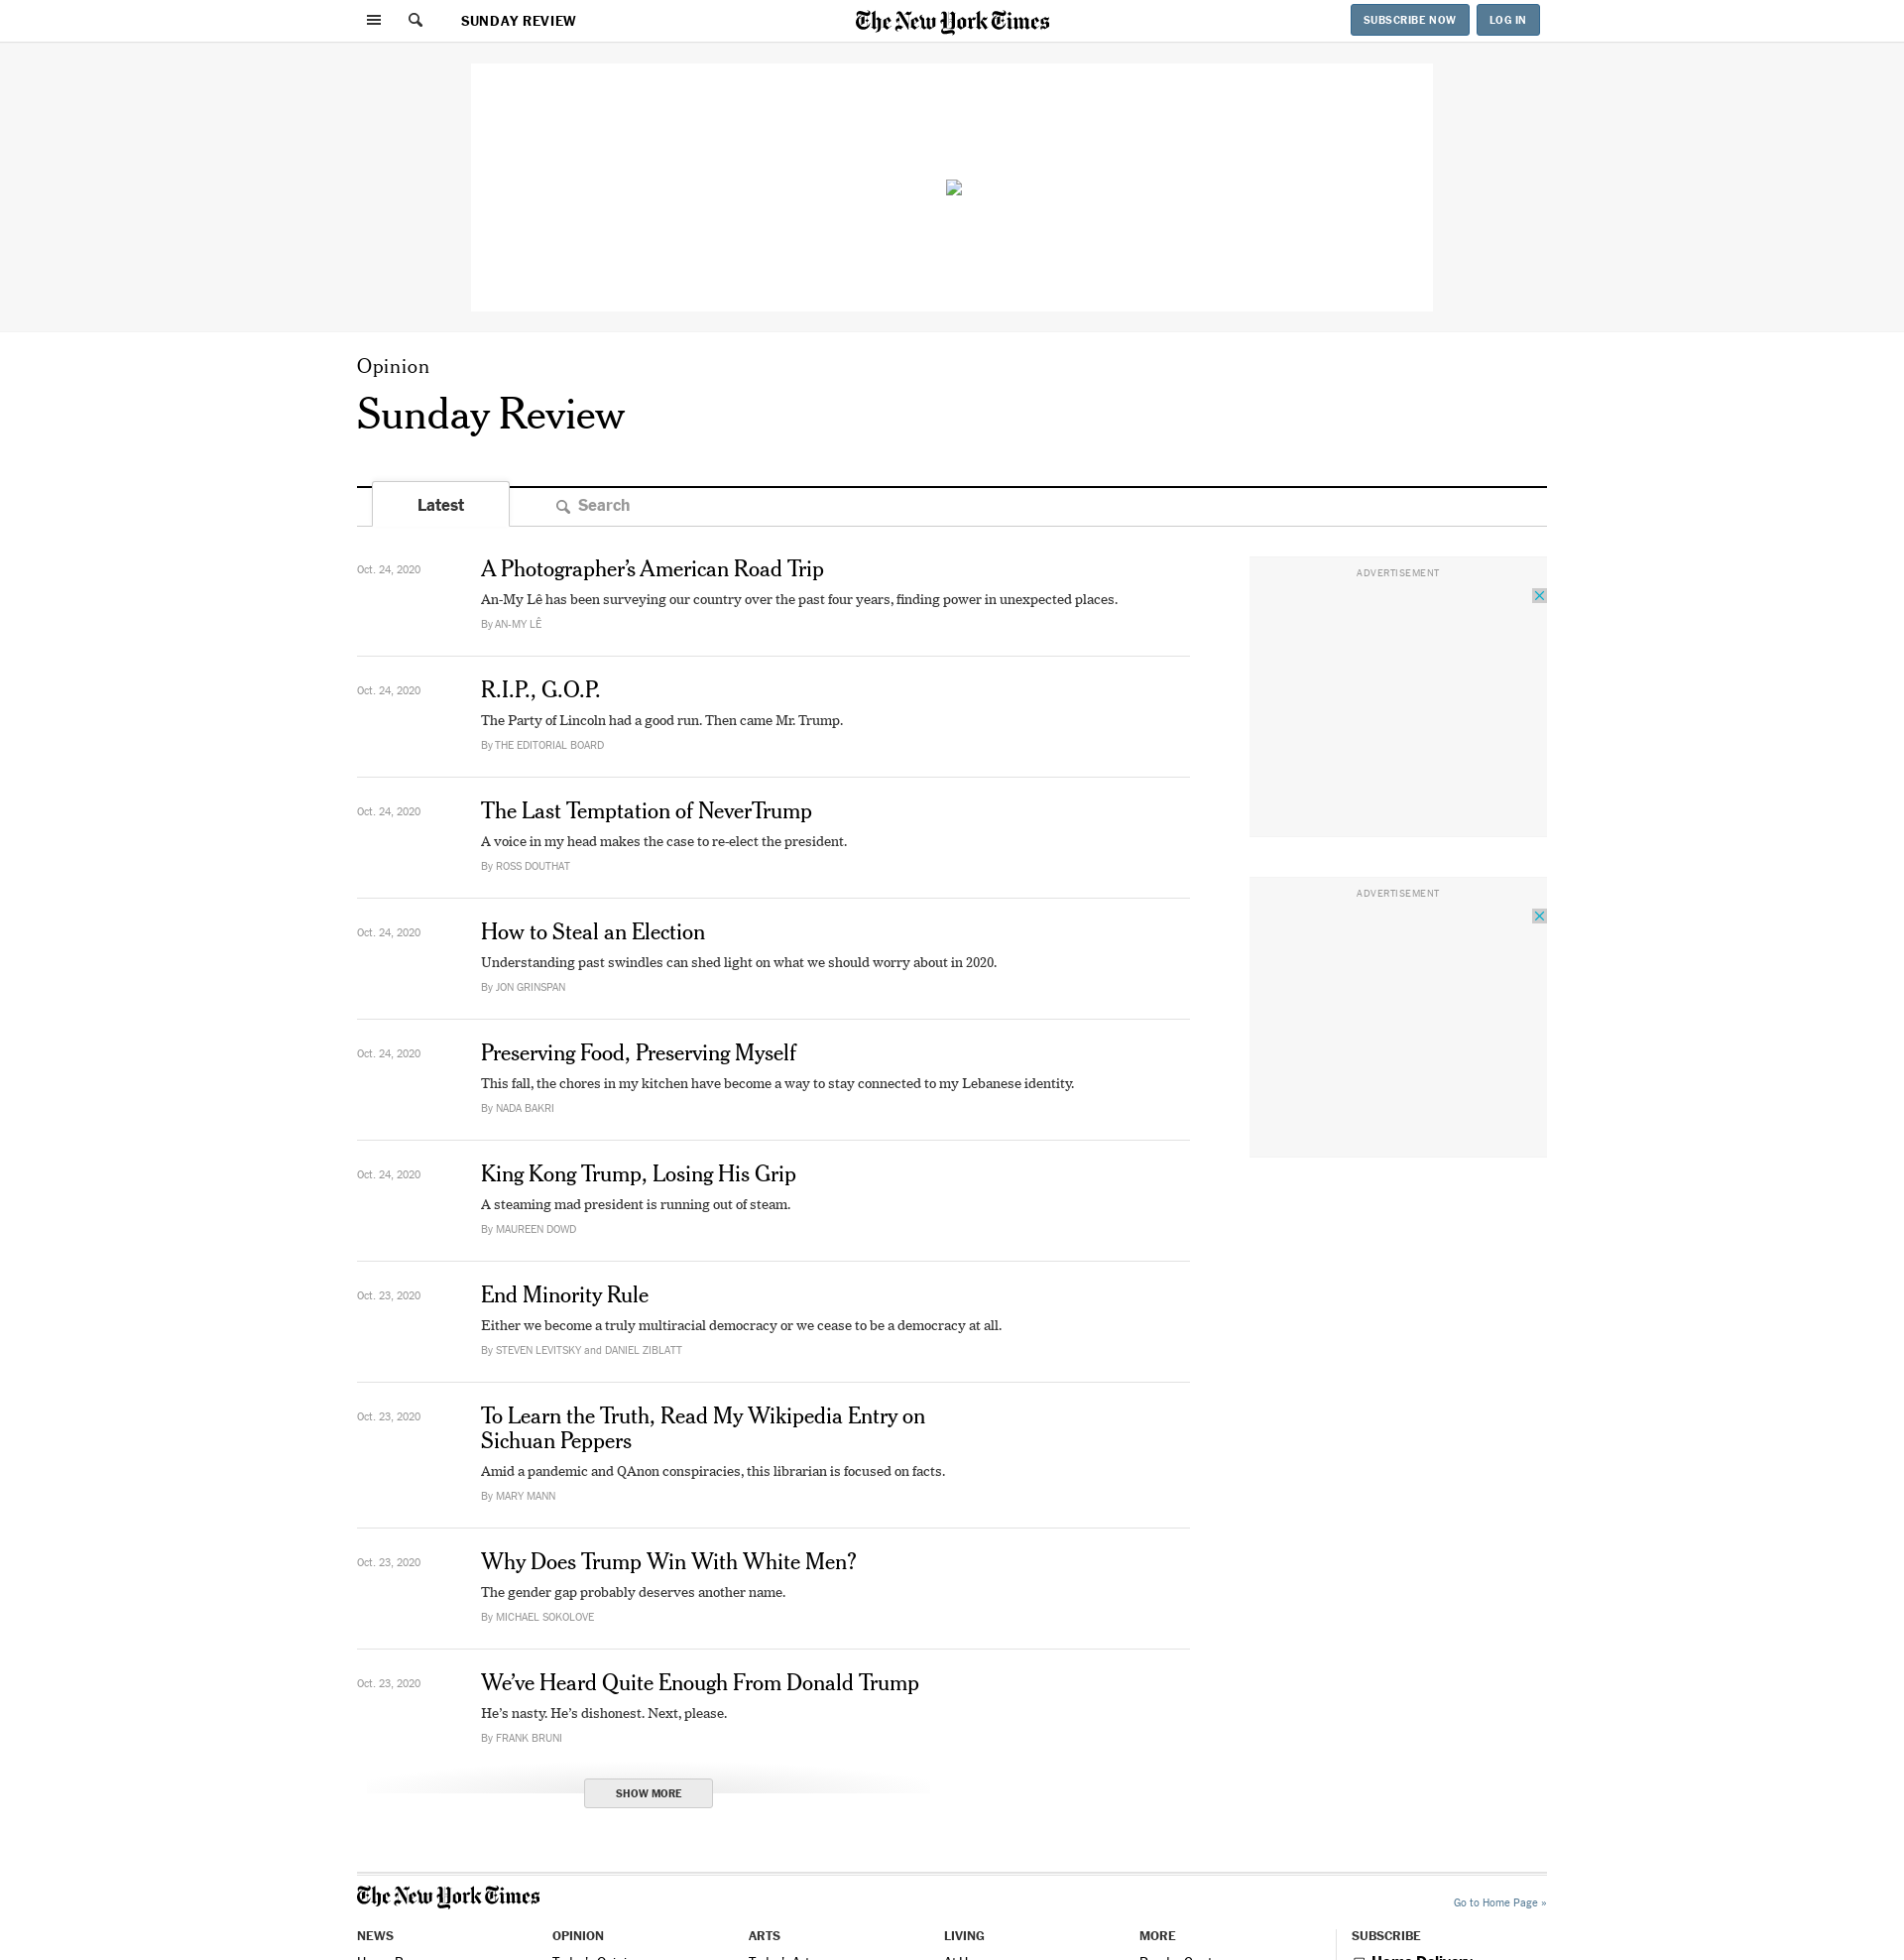 SUNDAY REVIEW
The New York Times
SUBSCRIBE NOW
LOG IN
Opinion
Sunday Review
Latest
Search
Oct. 24, 2020
A Photographer’s American Road Trip
An-My Lê has been surveying our country over the past four years, finding power in unexpected places.
By AN-MY LÊ
Oct. 24, 2020
R.I.P., G.O.P.
The Party of Lincoln had a good run. Then came Mr. Trump.
By THE EDITORIAL BOARD
Oct. 24, 2020
The Last Temptation of NeverTrump
A voice in my head makes the case to re-elect the president.
By ROSS DOUTHAT
Oct. 24, 2020
How to Steal an Election
Understanding past swindles can shed light on what we should worry about in 2020.
By JON GRINSPAN
Oct. 24, 2020
Preserving Food, Preserving Myself
This fall, the chores in my kitchen have become a way to stay connected to my Lebanese identity.
By NADA BAKRI
Oct. 24, 2020
King Kong Trump, Losing His Grip
A steaming mad president is running out of steam.
By MAUREEN DOWD
Oct. 23, 2020
End Minority Rule
Either we become a truly multiracial democracy or we cease to be a democracy at all.
By STEVEN LEVITSKY and DANIEL ZIBLATT
Oct. 23, 2020
To Learn the Truth, Read My Wikipedia Entry on
Sichuan Peppers
Amid a pandemic and QAnon conspiracies, this librarian is focused on facts.
By MARY MANN
Oct. 23, 2020
Why Does Trump Win With White Men?
The gender gap probably deserves another name.
By MICHAEL SOKOLOVE
Oct. 23, 2020
We’ve Heard Quite Enough From Donald Trump
He’s nasty. He’s dishonest. Next, please.
By FRANK BRUNI
SHOW MORE
ADVERTISEMENT
ADVERTISEMENT
The New York Times
Go to Home Page »
NEWS
OPINION
ARTS
LIVING
MORE
SUBSCRIBE
Home Delivery